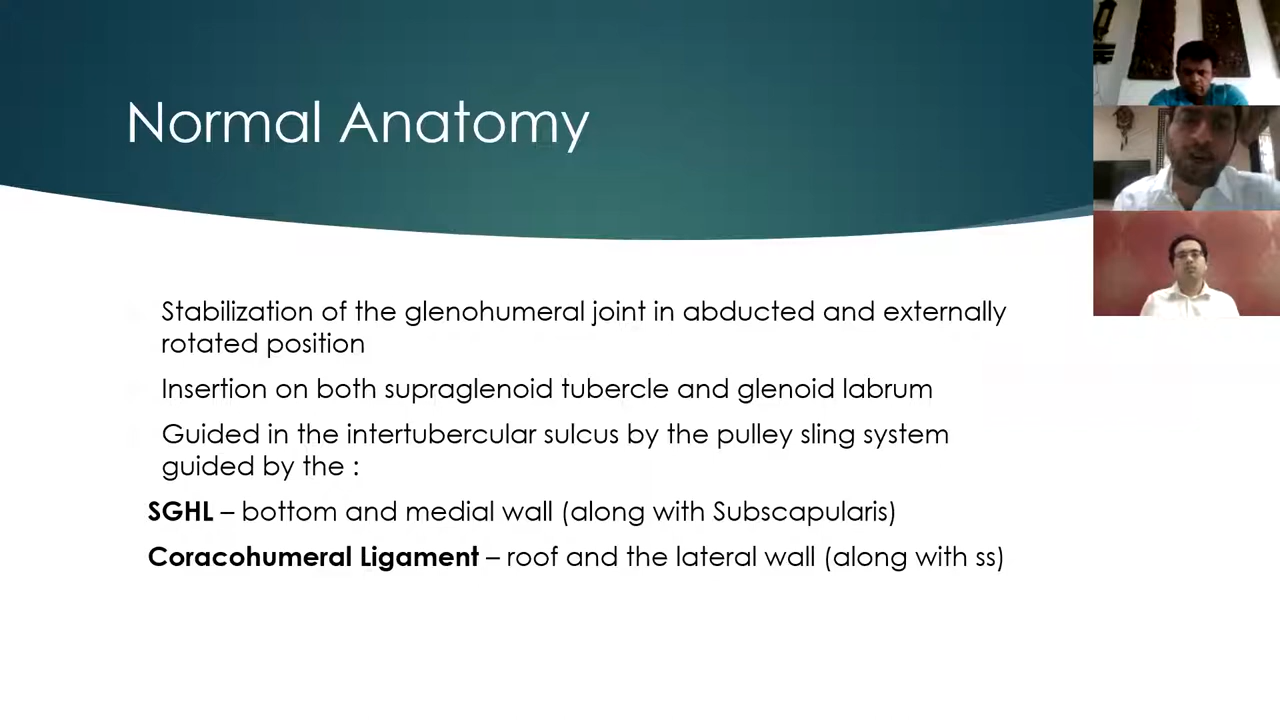 Normal Anatomy
Stabilization of the glenohumeral joint in abducted and externally
rotated position
Insertion on both supraglenoid tubercle and glenoid labrum
Guided in the intertubercular sulcus by the pulley sling system
guided by the :
SGHL – bottom and medial wall (along with Subscapularis)
Coracohumeral Ligament – roof and the lateral wall (along with ss)